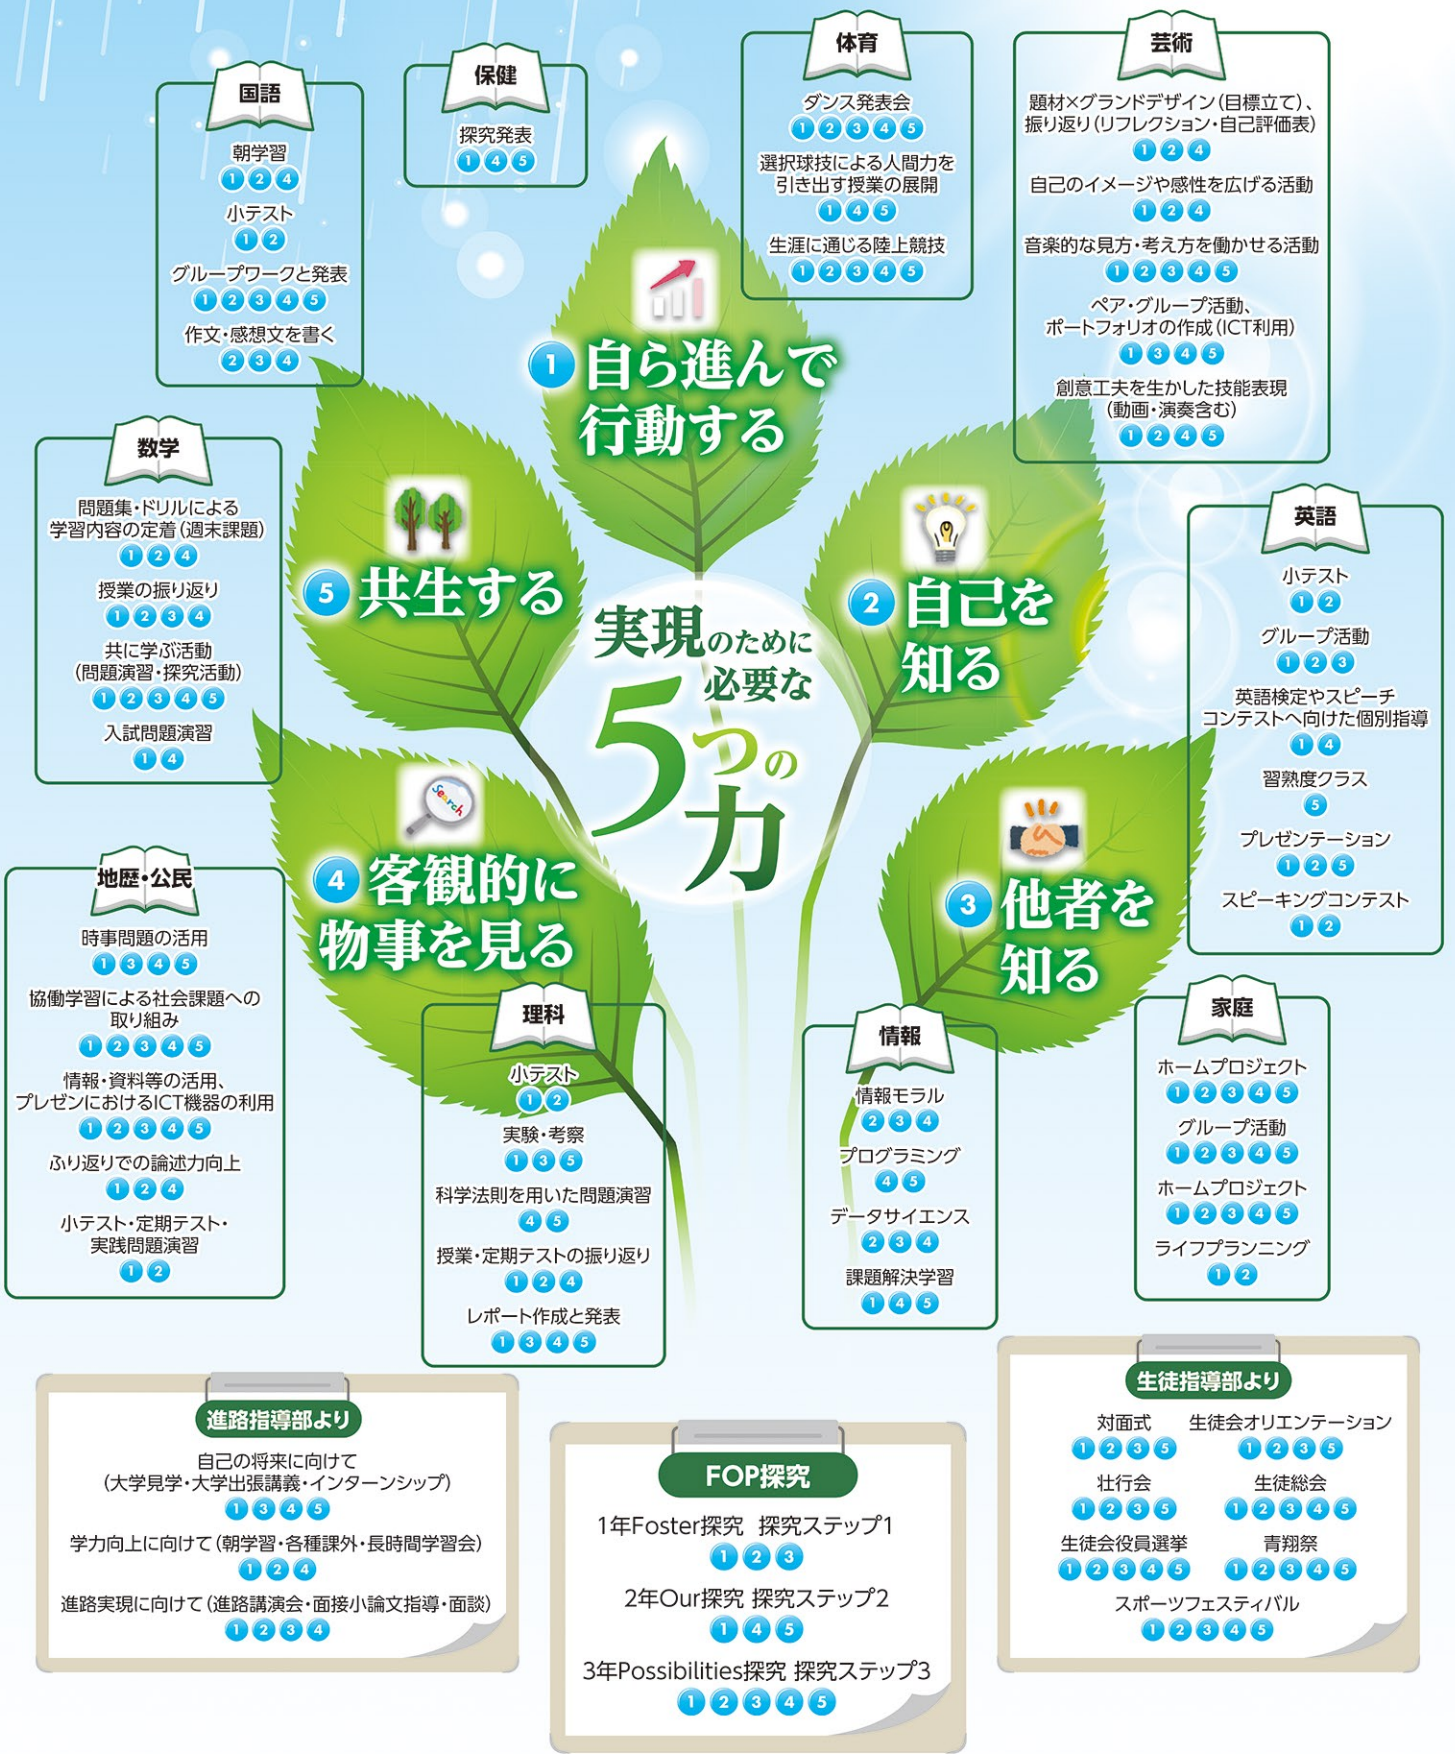 国語
朝学習
1 2 4
小テスト
1 2
グループワークと発表
1 2 3 4 5
作文・感想文を書く
2 3 4
保健
探究発表
1 4 5
体育
ダンス発表会
1 2 3 4 5
選択球技による人間力を
引き出す授業の展開
1 4 5
生涯に通じる陸上競技
1 2 3 4 5
芸術
題材×グランドデザイン(目標立て)、
振り返り(リフレクション・自己評価表)
1 2 4
自己のイメージや感性を広げる活動
1 2 4
音楽的な見方・考え方を働かせる活動
1 2 3 4 5
ペア・グループ活動、
ポートフォリオの作成(ICT利用)
1 3 4 5
創意工夫を生かした技能表現
(動画・演奏含む)
1 2 4 5
1 自ら進んで
行動する
2 自己を
知る
3 他者を
知る
Search
4 客観的に
物事を見る
5 共生する
実現のために
必要な
5つの
力
数学
問題集・ドリルによる
学習内容の定着(週末課題)
1 2 4
授業の振り返り
1 2 3 4
共に学ぶ活動
(問題演習・探究活動)
1 2 3 4 5
入試問題演習
1 4
英語
小テスト
1 2
グループ活動
1 2 3
英語検定やスピーチ
コンテストへ向けた個別指導
1 4
習熟度クラス
5
プレゼンテーション
1 2 5
スピーキングコンテスト
1 2
地歴・公民
時事問題の活用
1 3 4 5
協働学習による社会課題への
取り組み
1 2 3 4 5
情報・資料等の活用、
プレゼンにおけるICT機器の利用
1 2 3 4 5
ふり返りでの論述力向上
1 2 4
小テスト・定期テスト・
実践問題演習
1 2
理科
小テスト
1 2
実験・考察
1 3 5
科学法則を用いた問題演習
4 5
授業・定期テストの振り返り
1 2 4
レポート作成と発表
1 3 4 5
情報
情報モラル
2 3 4
プログラミング
4 5
データサイエンス
2 3 4
課題解決学習
1 4 5
家庭
ホームプロジェクト
1 2 3 4 5
グループ活動
1 2 3 4 5
ホームプロジェクト
1 2 3 4 5
ライフプランニング
1 2
進路指導部より
自己の将来に向けて
(大学見学・大学出張講義・インターンシップ)
1 3 4 5
学力向上に向けて(朝学習・各種課外・長時間学習会)
1 2 4
進路実現に向けて(進路講演会・面接小論文指導・面談)
1 2 3 4
FOP探究
1年Foster探究 探究ステップ1
1 2 3
2年Our探究 探究ステップ2
1 4 5
3年Possibilities探究 探究ステップ3
1 2 3 4 5
生徒指導部より
対面式 生徒会オリエンテーション
1 2 3 5 1 2 3 5
壮行会 生徒総会
1 2 3 5 1 2 3 4 5
生徒会役員選挙 青翔祭
1 2 3 4 5 1 2 3 4 5
スポーツフェスティバル
1 2 3 4 5